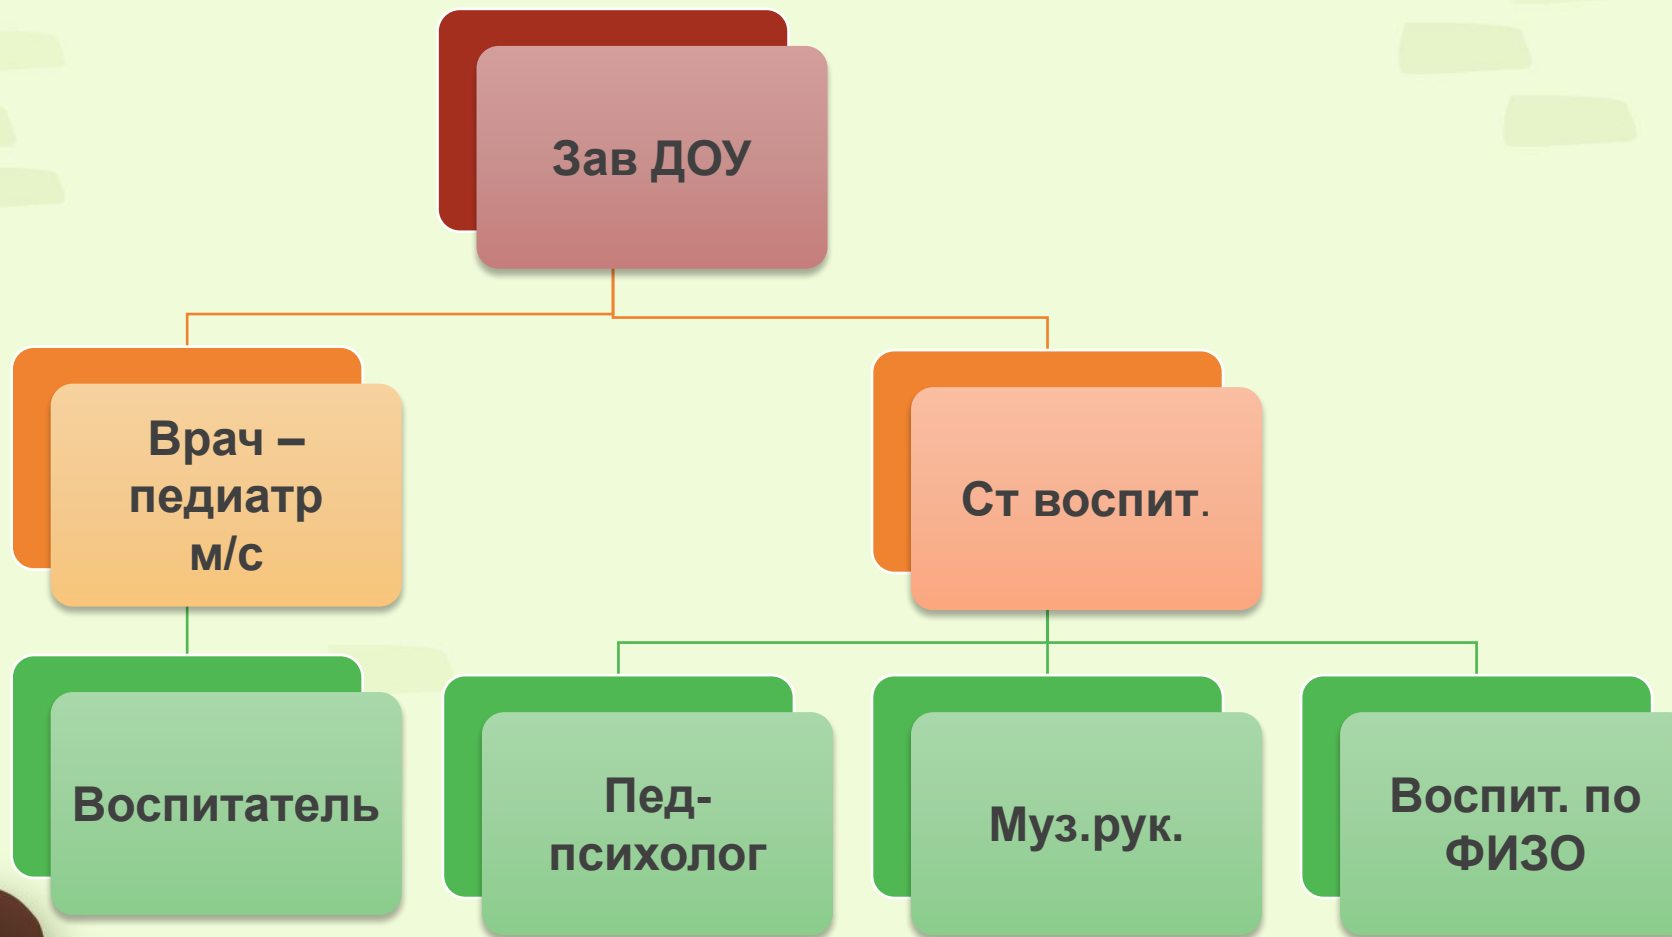 Зав ДОУ
Врач –
педиатр
м/с
Ст воспит.
Воспитатель
Пед-
психолог
Муз.рук.
Воспит. по
ФИЗО